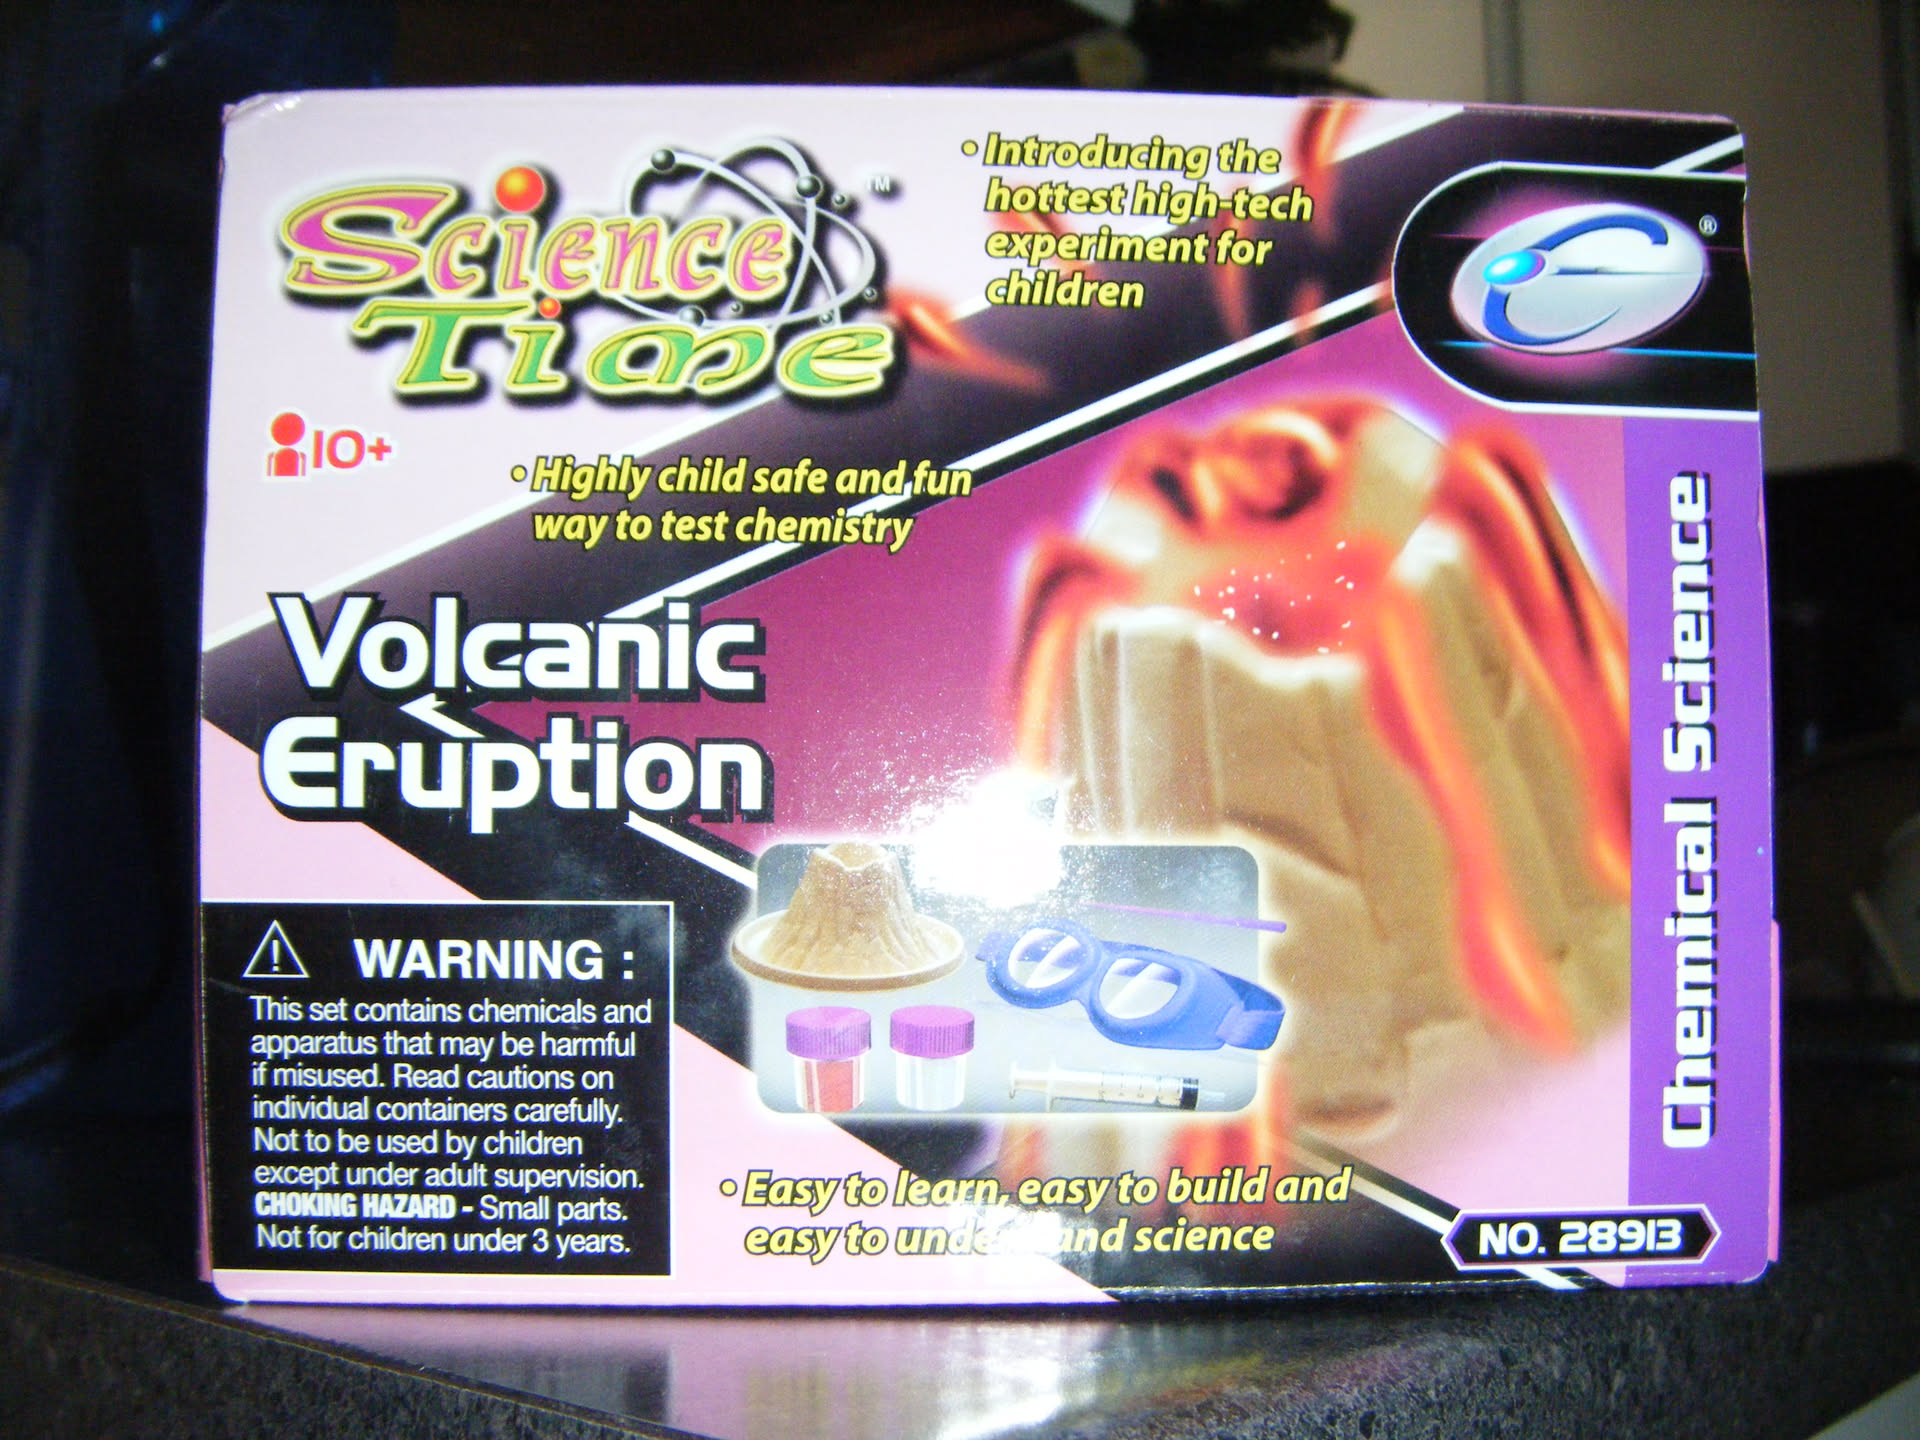 Science
Time
TM
10+
• Introducing the
hottest high-tech
experiment for
children
®
• Highly child safe and fun
way to test chemistry
Volcanic
Eruption
Chemical Science
WARNING :
This set contains chemicals and
apparatus that may be harmful
if misused. Read cautions on
individual containers carefully.
Not to be used by children
except under adult supervision.
CHOKING HAZARD - Small parts.
Not for children under 3 years.
• Easy to learn, easy to build and
easy to understand science
NO. 28913